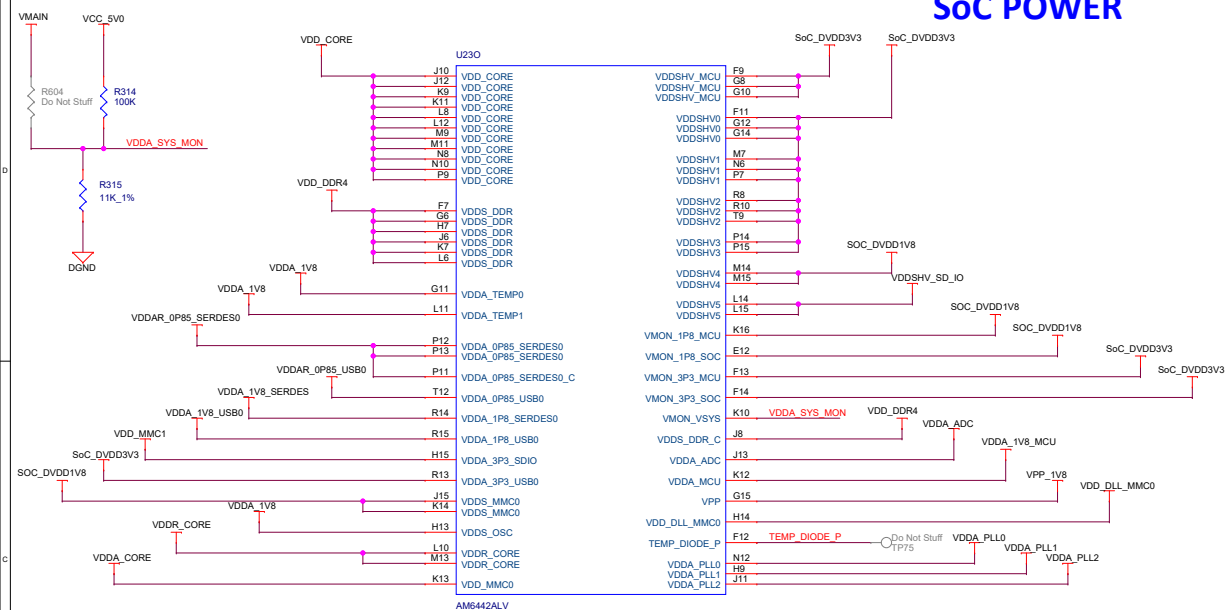 SoC POWER
VMAIN
VCC_5V0
R604
Do Not Stuff
R314
100K
VDDA_SYS_MON
R315
11K_1%
DGND
D
C
VDD_CORE
VDD_DDR4
VDDA_1V8
VDDA_1V8
VDDAR_0P85_SERDES0
VDDAR_0P85_USB0
VDDA_1V8_SERDES
VDDA_1V8_USB0
VDD_MMC1
SoC_DVDD3V3
SOC_DVDD1V8
VDDA_1V8
VDDR_CORE
VDDA_CORE
U23O
J10 VDD_CORE
J12 VDD_CORE
K9 VDD_CORE
K11 VDD_CORE
L8 VDD_CORE
L12 VDD_CORE
M9 VDD_CORE
M11 VDD_CORE
N8 VDD_CORE
N10 VDD_CORE
P9 VDD_CORE
F7 VDDS_DDR
G6 VDDS_DDR
H7 VDDS_DDR
J6 VDDS_DDR
K7 VDDS_DDR
L6 VDDS_DDR
G11 VDDA_TEMP0
L11 VDDA_TEMP1
P12 VDDA_0P85_SERDES0
P13 VDDA_0P85_SERDES0
P11 VDDA_0P85_SERDES0_C
T12 VDDA_0P85_USB0
R14 VDDA_1P8_SERDES0
R15 VDDA_1P8_USB0
H15 VDDA_3P3_SDIO
R13 VDDA_3P3_USB0
J15 VDDS_MMC0
K14 VDDS_MMC0
H13 VDDS_OSC
L10 VDDR_CORE
M13 VDDR_CORE
K13 VDD_MMC0
VDDSHV_MCU F9
VDDSHV_MCU G8
VDDSHV_MCU G10
VDDSHV0 F11
VDDSHV0 G12
VDDSHV0 G14
VDDSHV1 M7
VDDSHV1 N6
VDDSHV1 P7
VDDSHV2 R8
VDDSHV2 R10
VDDSHV2 T9
VDDSHV3 P14
VDDSHV3 P15
VDDSHV4 M14
VDDSHV4 M15
VDDSHV5 L14
VDDSHV5 L15
VMON_1P8_MCU K16
VMON_1P8_SOC E12
VMON_3P3_MCU F13
VMON_3P3_SOC F14
VMON_VSYS K10 VDDA_SYS_MON
VDDS_DDR_C J8
VDDA_ADC J13
VDDA_MCU K12
VPP G15
VDD_DLL_MMC0 H14
TEMP_DIODE_P F12 TEMP_DIODE_P
VDDA_PLL0 N12
VDDA_PLL1 H9
VDDA_PLL2 J11
AM6442ALV
SoC_DVDD3V3
SoC_DVDD3V3
SOC_DVDD1V8
VDDSHV_SD_IO
SOC_DVDD1V8
SOC_DVDD1V8
SoC_DVDD3V3
SoC_DVDD3V3
VDD_DDR4
VDDA_ADC
VDDA_1V8_MCU
VPP_1V8
VDD_DLL_MMC0
Do Not Stuff
TP75
VDDA_PLL0
VDDA_PLL1
VDDA_PLL2